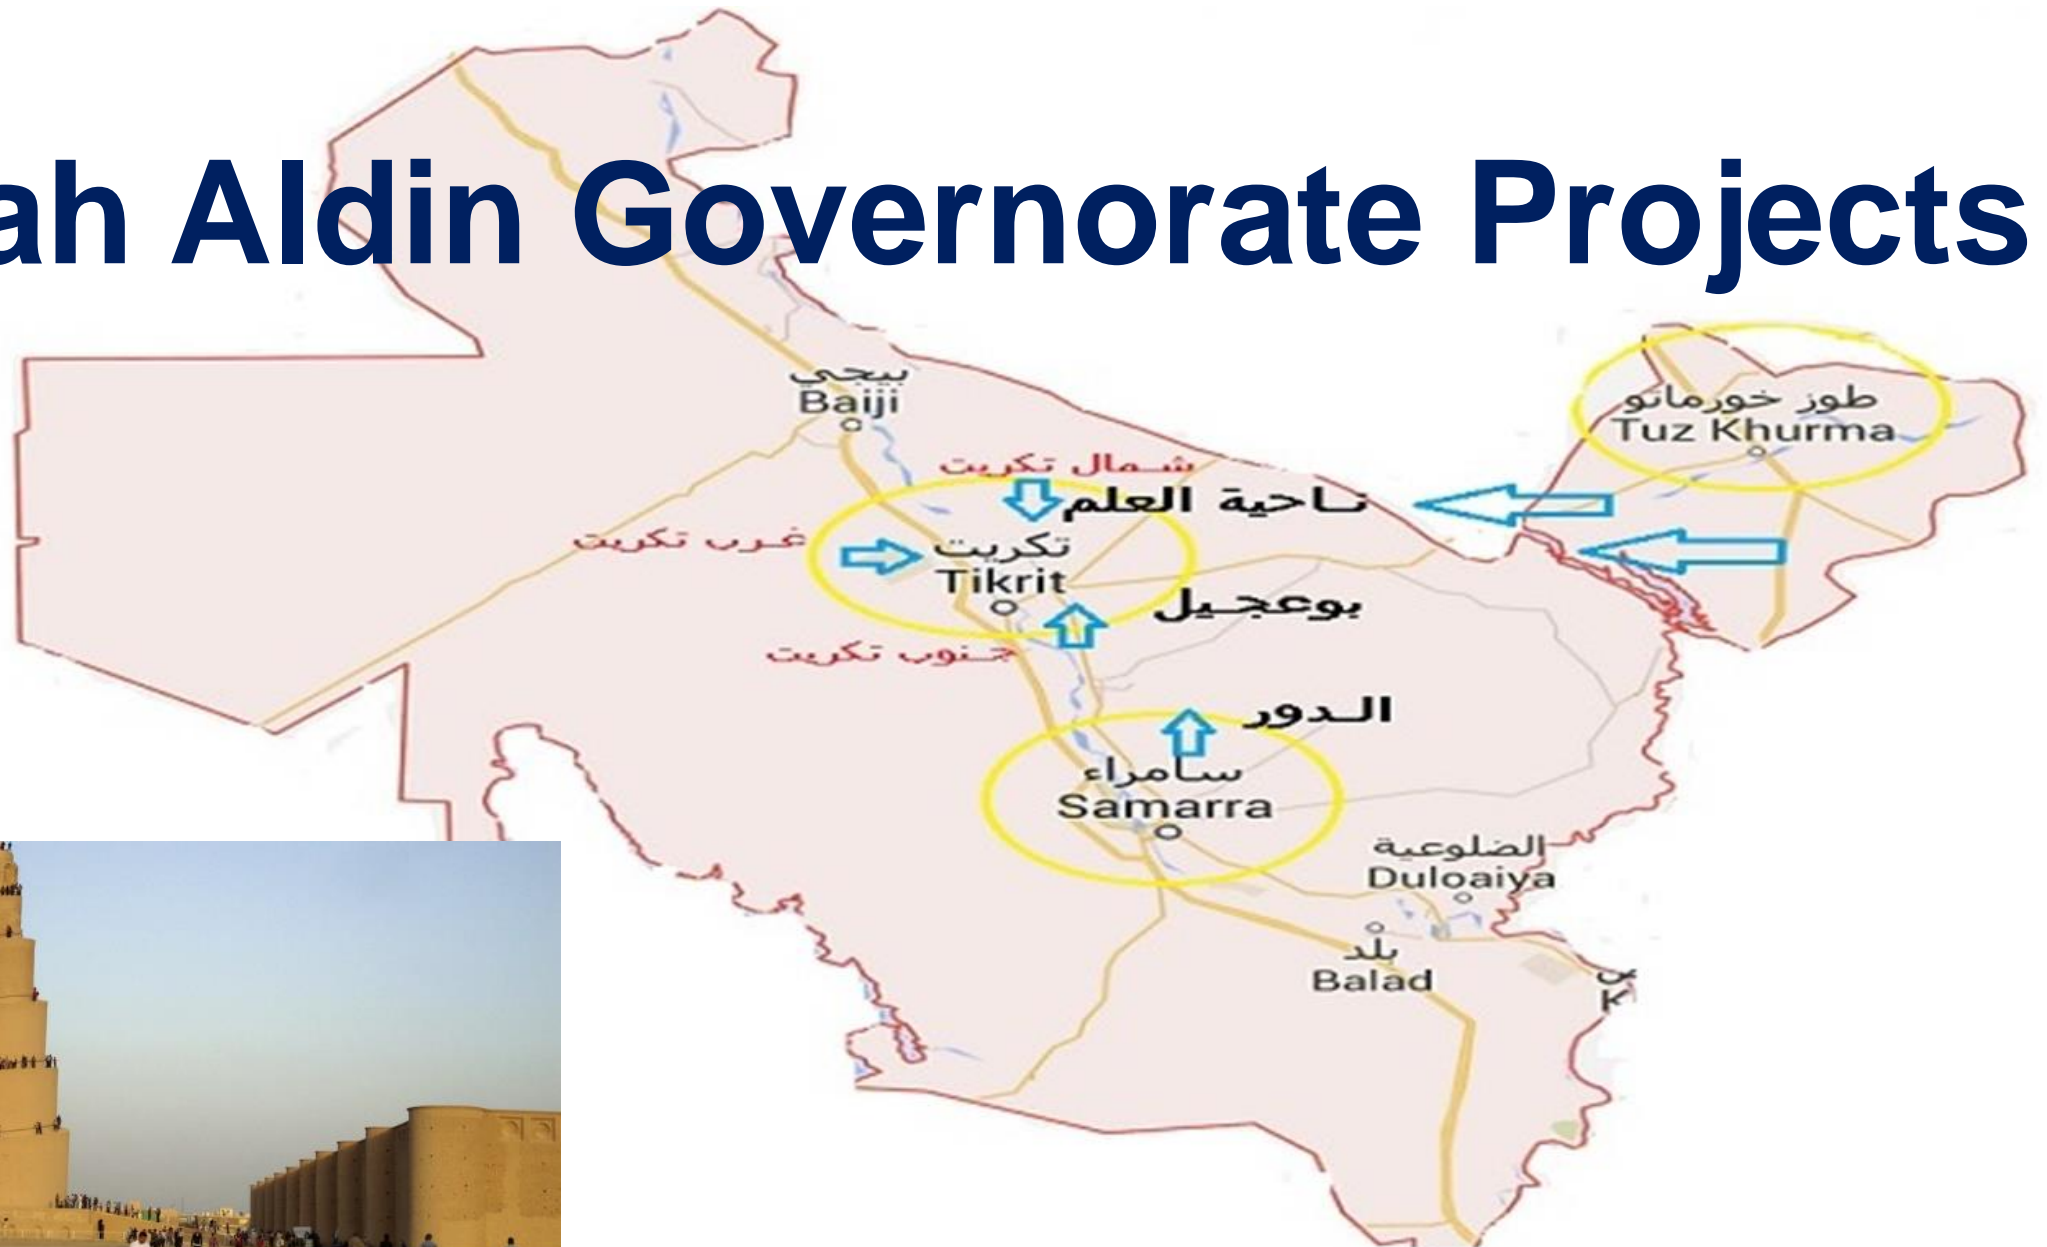 ah Aldin Governorate Projects
بيجي
Baiji
طوز خورماتو
Tuz Khurma
شمال تكريت
ناحية العلم
غرب تكريت
تكريت
Tikrit
بوعجيل
جنوب تكريت
الدور
سامراء
Samarra
الضلوعية
Duloaiya
بلد
Balad